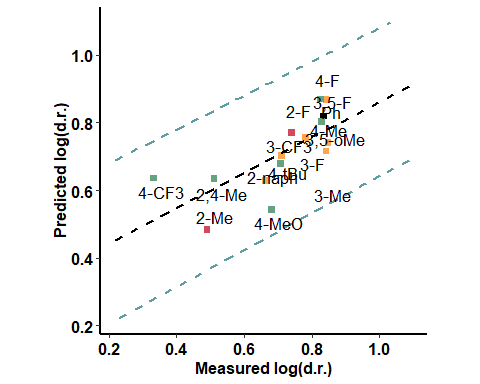 1.0
0.8
0.6
0.4
0.2
Predicted log(d.r.)
4-F
3,5-F
2-F
Ph
4-Me
3,5-oMe
3-CF3
3-F
4-tBu
2-naph
4-CF3
2,4-Me
3-Me
2-Me
4-MeO
0.2 0.4 0.6 0.8 1.0
Measured log(d.r.)